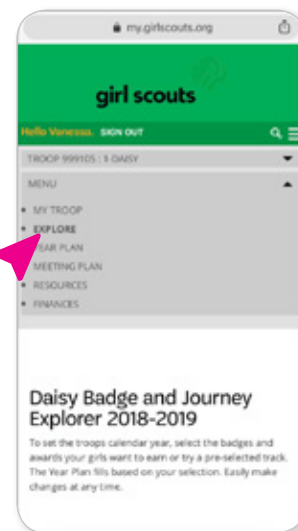 my.girlscouts.org
girl scouts
Hello Vanessa. SIGN OUT
TROOP 999105 : 1-DAISY
MENU
• MY TROOP
• EXPLORE
YEAR PLAN
MEETING PLAN
• RESOURCES
• FINANCES
Daisy Badge and Journey
Explorer 2018-2019
To set the troops calendar year, select the badges and
awards your girls want to earn or try a pre-selected track.
The Year Plan fills based on your selection. Easily make
changes at any time.